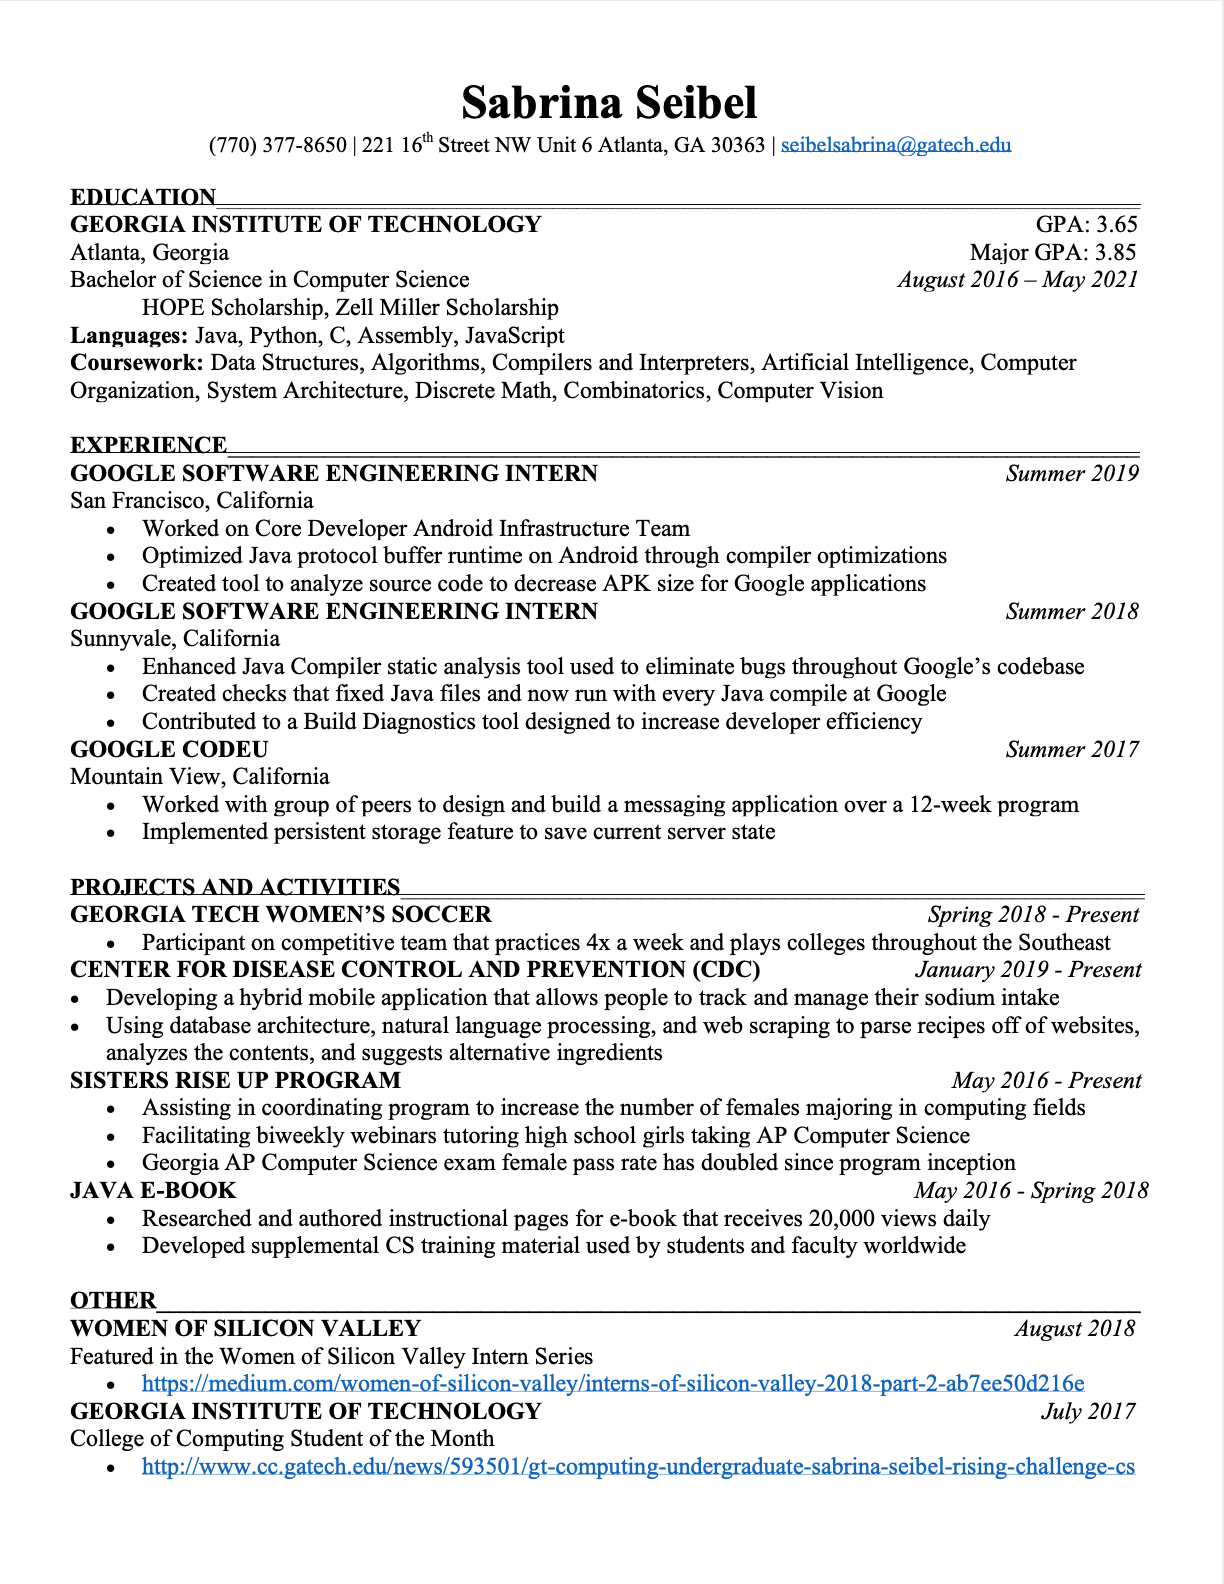 Sabrina Seibel
(770) 377-8650 | 221 16th Street NW Unit 6 Atlanta, GA 30363 | seibelsabrina@gatech.edu
EDUCATION
GEORGIA INSTITUTE OF TECHNOLOGY GPA: 3.65
Atlanta, Georgia Major GPA: 3.85
Bachelor of Science in Computer Science August 2016 – May 2021
HOPE Scholarship, Zell Miller Scholarship
Languages: Java, Python, C, Assembly, JavaScript
Coursework: Data Structures, Algorithms, Compilers and Interpreters, Artificial Intelligence, Computer
Organization, System Architecture, Discrete Math, Combinatorics, Computer Vision
EXPERIENCE
GOOGLE SOFTWARE ENGINEERING INTERN Summer 2019
San Francisco, California
• Worked on Core Developer Android Infrastructure Team
• Optimized Java protocol buffer runtime on Android through compiler optimizations
• Created tool to analyze source code to decrease APK size for Google applications
GOOGLE SOFTWARE ENGINEERING INTERN Summer 2018
Sunnyvale, California
• Enhanced Java Compiler static analysis tool used to eliminate bugs throughout Google’s codebase
• Created checks that fixed Java files and now run with every Java compile at Google
• Contributed to a Build Diagnostics tool designed to increase developer efficiency
GOOGLE CODEU Summer 2017
Mountain View, California
• Worked with group of peers to design and build a messaging application over a 12-week program
• Implemented persistent storage feature to save current server state
PROJECTS AND ACTIVITIES
GEORGIA TECH WOMEN’S SOCCER Spring 2018 - Present
• Participant on competitive team that practices 4x a week and plays colleges throughout the Southeast
CENTER FOR DISEASE CONTROL AND PREVENTION (CDC) January 2019 - Present
• Developing a hybrid mobile application that allows people to track and manage their sodium intake
• Using database architecture, natural language processing, and web scraping to parse recipes off of websites,
analyzes the contents, and suggests alternative ingredients
SISTERS RISE UP PROGRAM May 2016 - Present
• Assisting in coordinating program to increase the number of females majoring in computing fields
• Facilitating biweekly webinars tutoring high school girls taking AP Computer Science
• Georgia AP Computer Science exam female pass rate has doubled since program inception
JAVA E-BOOK May 2016 - Spring 2018
• Researched and authored instructional pages for e-book that receives 20,000 views daily
• Developed supplemental CS training material used by students and faculty worldwide
OTHER
WOMEN OF SILICON VALLEY August 2018
Featured in the Women of Silicon Valley Intern Series
• https://medium.com/women-of-silicon-valley/interns-of-silicon-valley-2018-part-2-ab7ee50d216e
GEORGIA INSTITUTE OF TECHNOLOGY July 2017
College of Computing Student of the Month
• http://www.cc.gatech.edu/news/593501/gt-computing-undergraduate-sabrina-seibel-rising-challenge-cs